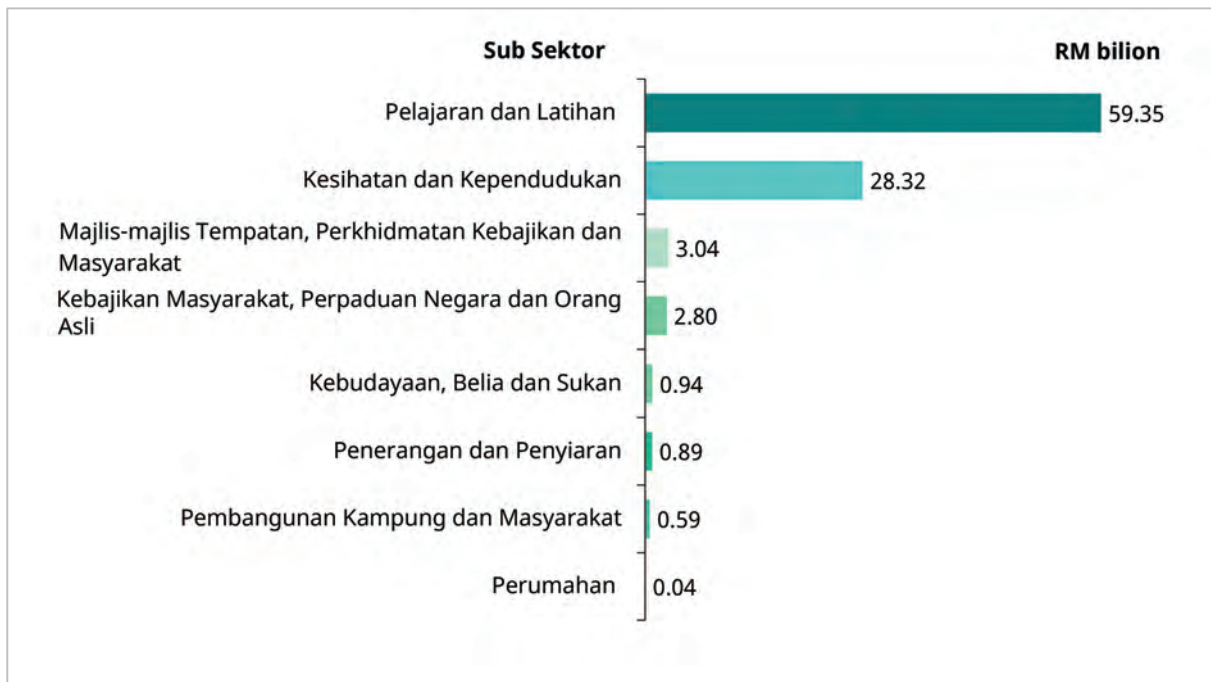 Sub Sektor RM bilion
Pelajaran dan Latihan 59.35
Kesihatan dan Kependudukan 28.32
Majlis-majlis Tempatan, Perkhidmatan Kebajikan dan
Masyarakat 3.04
Kebajikan Masyarakat, Perpaduan Negara dan Orang
Asli 2.80
Kebudayaan, Belia dan Sukan 0.94
Penerangan dan Penyiaran 0.89
Pembangunan Kampung dan Masyarakat 0.59
Perumahan 0.04